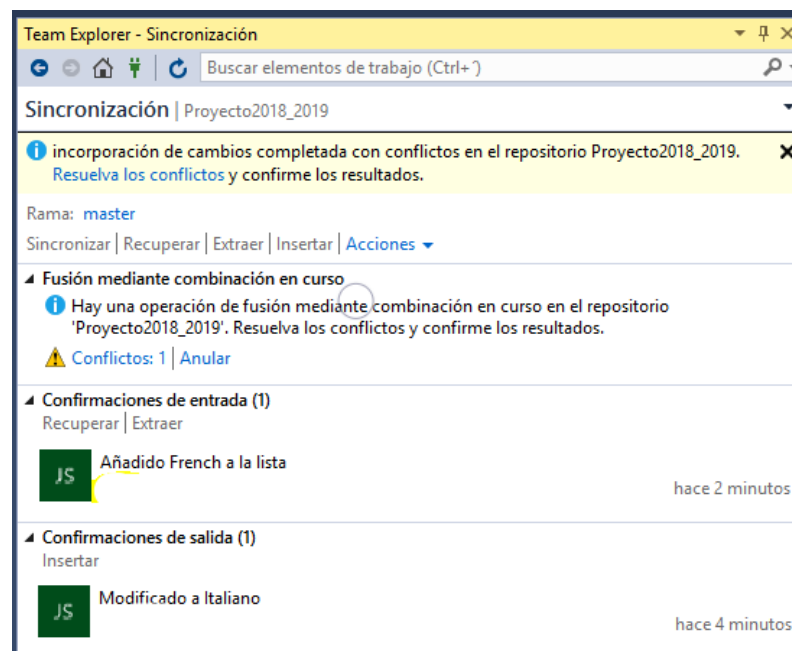 Team Explorer - Sincronización
Buscar elementos de trabajo (Ctrl+´)
Sincronización | Proyecto2018_2019
incorporación de cambios completada con conflictos en el repositorio Proyecto2018_2019.
Resuelva los conflictos y confirme los resultados.
Rama: master
Sincronizar | Recuperar | Extraer | Insertar | Acciones
Fusión mediante combinación en curso
Hay una operación de fusión mediante combinación en curso en el repositorio
'Proyecto2018_2019'. Resuelva los conflictos y confirme los resultados.
Conflictos: 1 | Anular
Confirmaciones de entrada (1)
Recuperar | Extraer
JS
Añadido French a la lista
hace 2 minutos
Confirmaciones de salida (1)
Insertar
JS
Modificado a Italiano
hace 4 minutos